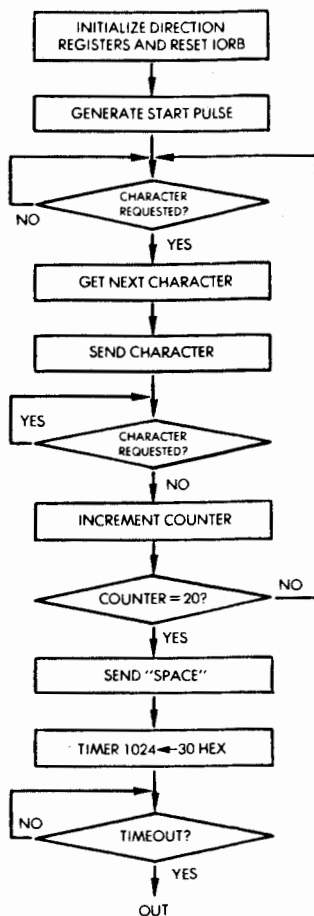 INITIALIZE DIRECTION
REGISTERS AND RESET IORB
GENERATE START PULSE
CHARACTER
REQUESTED?
NO
YES
GET NEXT CHARACTER
SEND CHARACTER
YES
CHARACTER
REQUESTED?
NO
INCREMENT COUNTER
COUNTER = 20?
NO
YES
SEND "SPACE"
TIMER 1024←30 HEX
NO
TIMEOUT?
YES
OUT